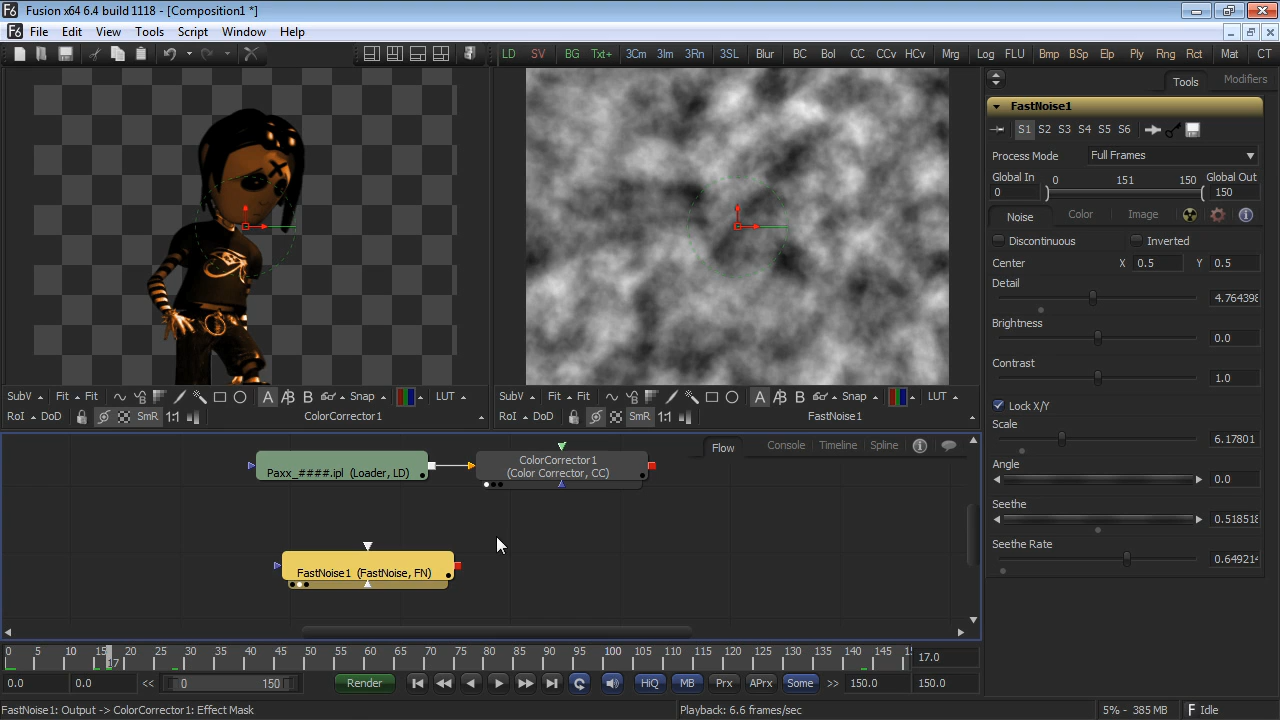 Fusion x64 6.4 build 1118 - [Composition1 *]
File Edit View Tools Script Window Help
LD SV BG Txt+ 3Cm 3Im 3Rn 3SL Blur BC Bol CC CCv HCv Mrg Log FLU Bmp BSp Elp Ply Rng Rct Mat CT
Tools Modifiers
FastNoise1
S1 S2 S3 S4 S5 S6
Process Mode Full Frames
Global In 0 151 150 Global Out
0 150
Noise Color Image
Discontinuous Inverted
Center X 0.5 Y 0.5
Detail
4.764398
Brightness
0.0
Contrast
1.0
Lock X/Y
Scale
6.17801
Angle
0.0
Seethe
0.518518
Seethe Rate
0.649214
SubV Fit Fit A B Snap LUT
RoI DoD SmR 1:1 ColorCorrector1
SubV Fit Fit A B Snap LUT
RoI DoD SmR 1:1 FastNoise1
Flow Console Timeline Spline
Paxx_####.ipl (Loader, LD)
ColorCorrector1
(Color Corrector, CC)
FastNoise1 (FastNoise, FN)
0 5 10 15 17 20 25 30 35 40 45 50 55 60 65 70 75 80 85 90 95 100 105 110 115 120 125 130 135 140 145 17.0
0.0 0.0 << 0 150 Render HiQ MB Prx APrx Some >> 150.0 150.0
FastNoise1: Output -> ColorCorrector1: Effect Mask Playback: 6.6 frames/sec 5% - 385 MB Idle